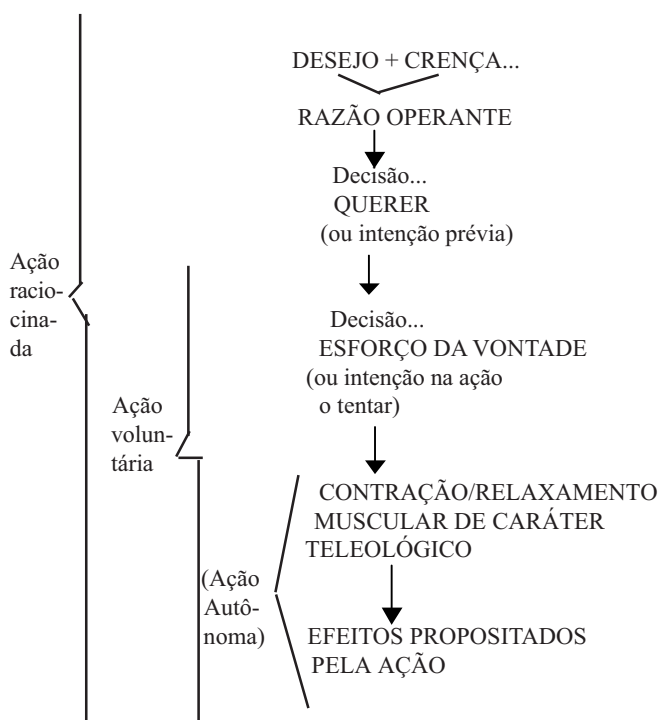 DESEJO + CRENÇA...
RAZÃO OPERANTE
Decisão...
QUERER
(ou intenção prévia)
Ação
racio-
cina-
da
Decisão...
ESFORÇO DA VONTADE
(ou intenção na ação
o tentar)
Ação
volun-
tária
CONTRAÇÃO/RELAXAMENTO
MUSCULAR DE CARÁTER
TELEOLÓGICO
(Ação
Autô-
noma)
EFEITOS PROPOSITADOS
PELA AÇÃO